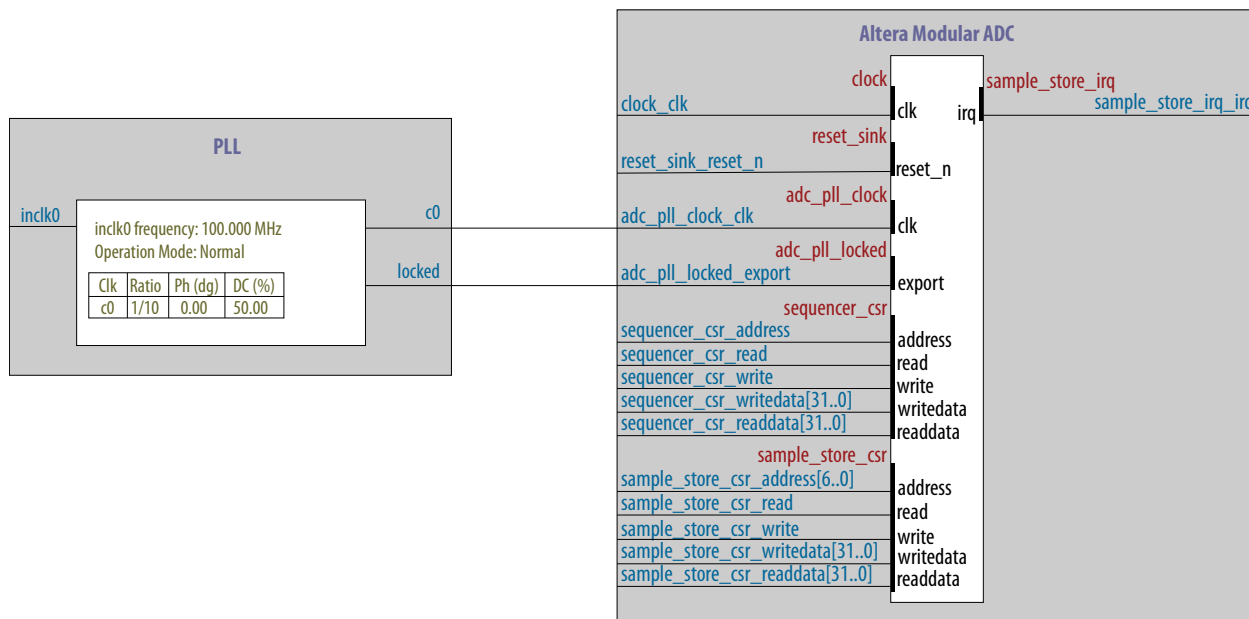 PLL
inclk0
inclk0 frequency: 100.000 MHz
Operation Mode: Normal
Clk Ratio Ph (dg) DC (%)
c0 1/10 0.00 50.00
c0
locked
Altera Modular ADC
clock
clock_clk
clk
reset_sink
reset_sink_reset_n
reset_n
adc_pll_clock
adc_pll_clock_clk
clk
adc_pll_locked
adc_pll_locked_export
export
sequencer_csr
sequencer_csr_address
address
sequencer_csr_read
read
sequencer_csr_write
write
sequencer_csr_writedata[31..0]
writedata
sequencer_csr_readdata[31..0]
readdata
sample_store_csr
sample_store_csr_address[6..0]
address
sample_store_csr_read
read
sample_store_csr_write
write
sample_store_csr_writedata[31..0]
writedata
sample_store_csr_readdata[31..0]
readdata
sample_store_irq
irq
sample_store_irq_irq